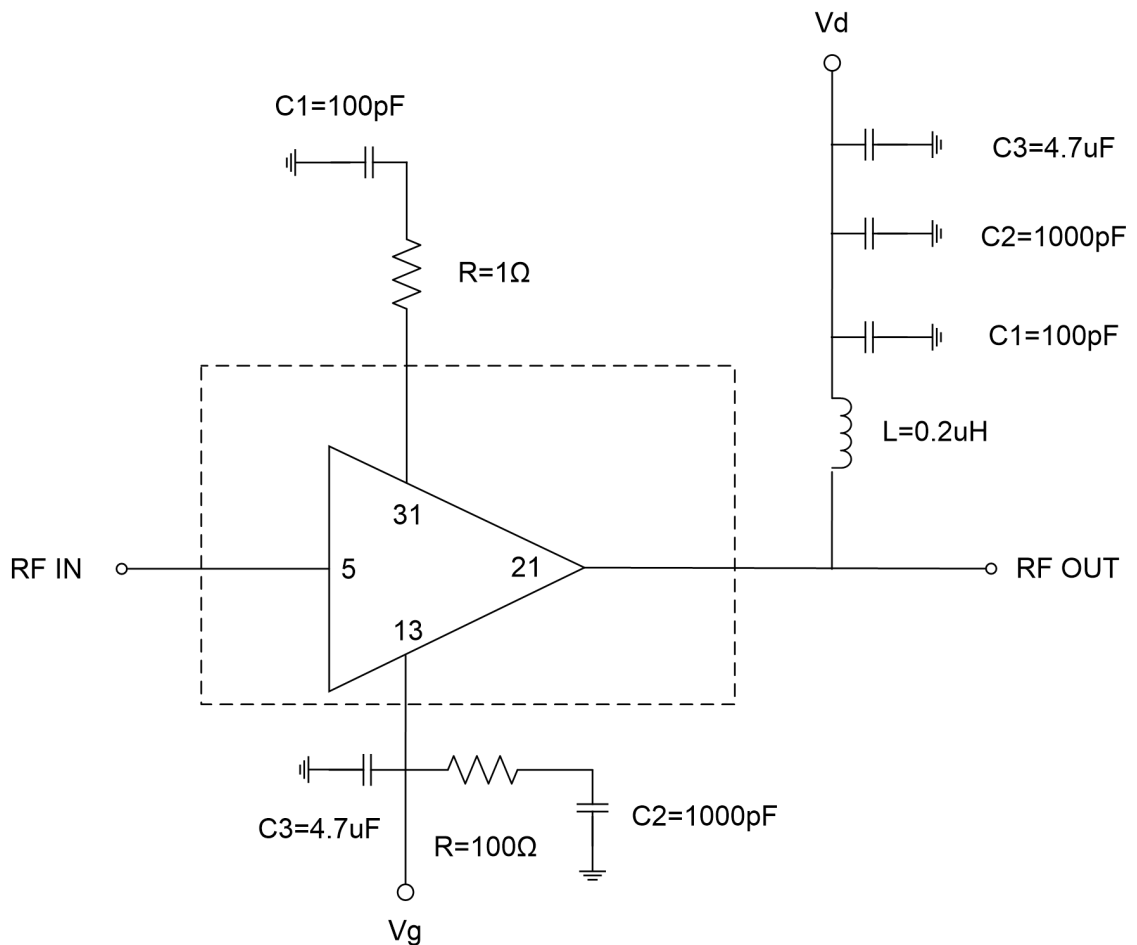 Vd
C1=100pF
C3=4.7uF
C2=1000pF
R=1Ω
C1=100pF
L=0.2uH
31
RF IN
5
21
RF OUT
13
C3=4.7uF
R=100Ω
C2=1000pF
Vg